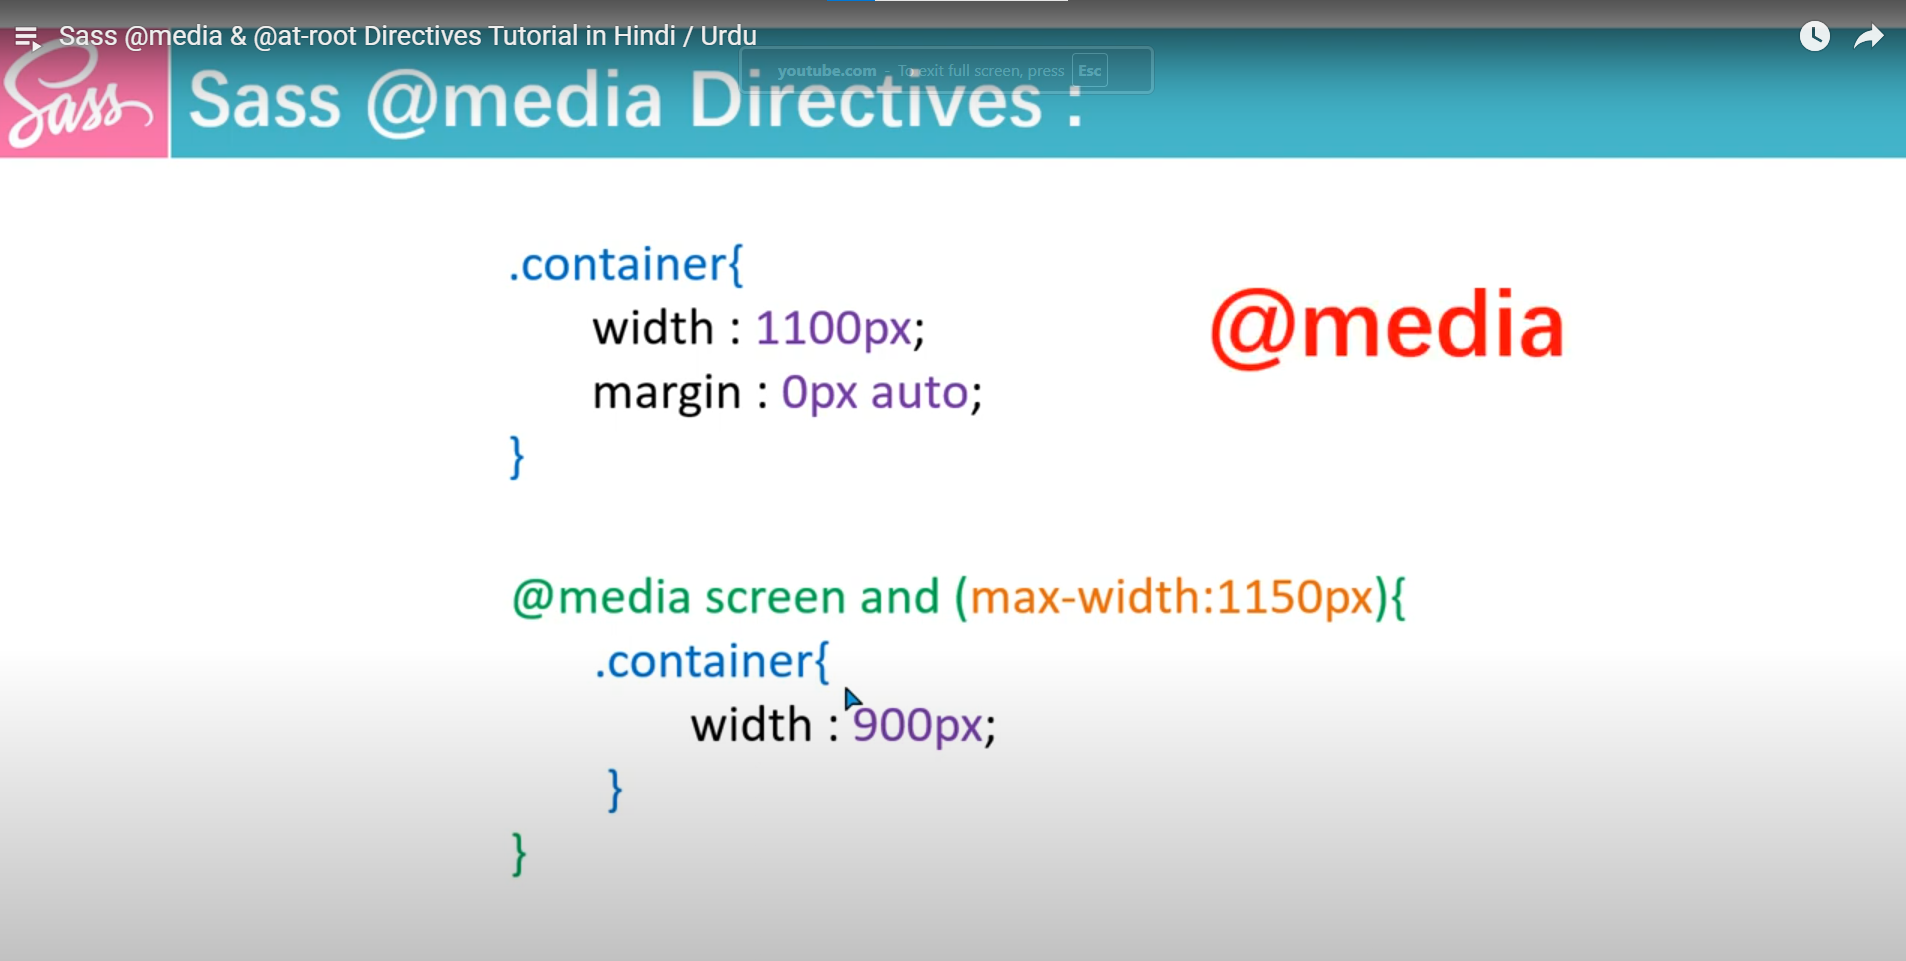 Sass @media & @at-root Directives Tutorial in Hindi / Urdu
youtube.com - To exit full screen, press Esc
Sass
Sass @media Directives :
.container{
width : 1100px;
margin : 0px auto;
}
@media
@media screen and (max-width:1150px){
.container{
width : 900px;
}
}